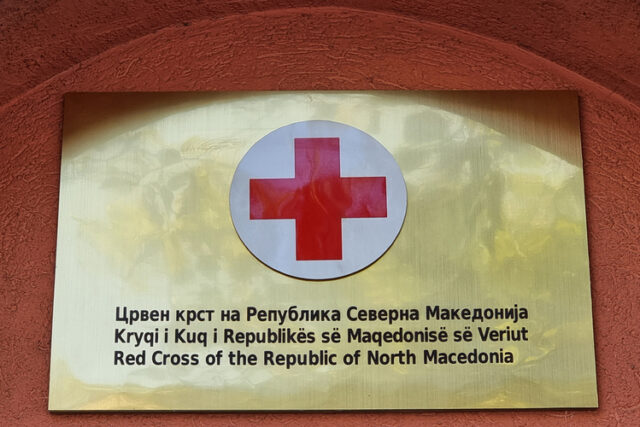 Црвен крст на Република Северна Македонија
Kryqi i Kuq i Republikës së Maqedonisë së Veriut
Red Cross of the Republic of North Macedonia